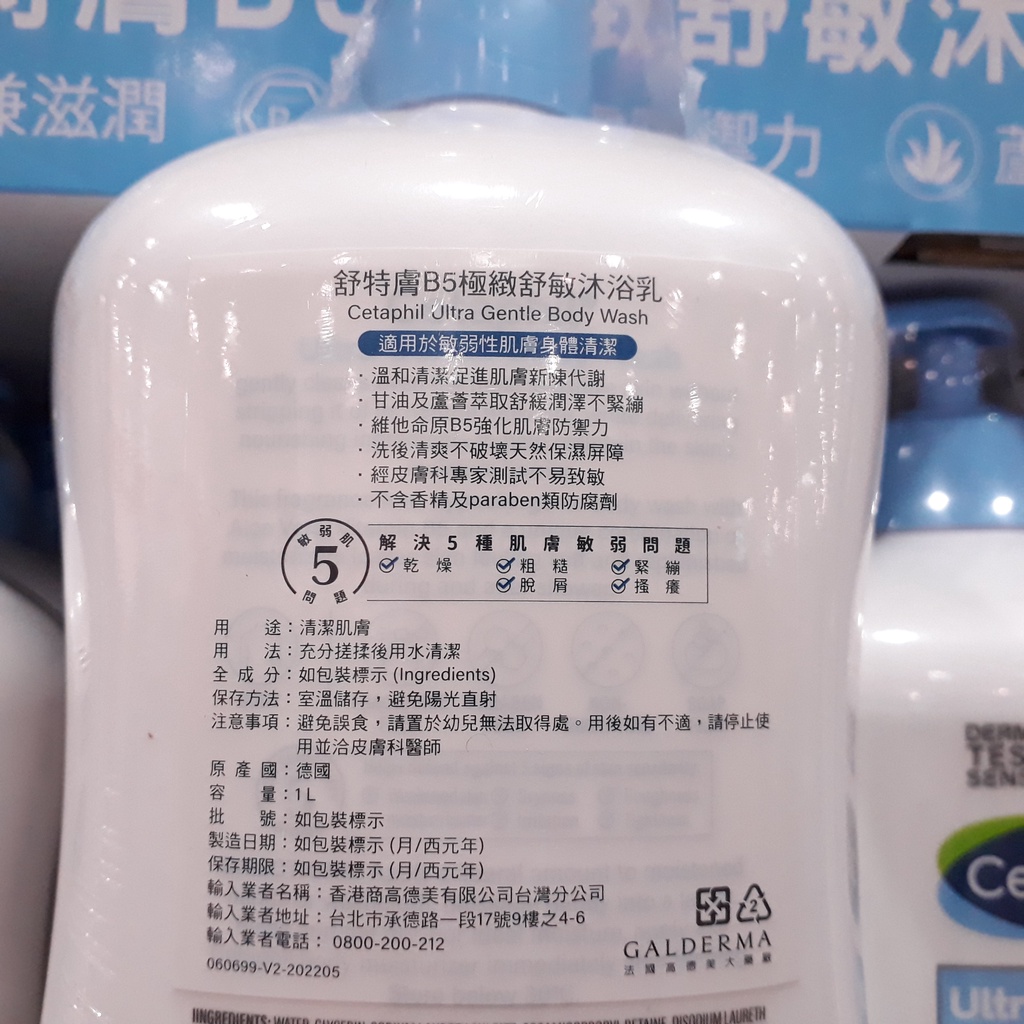 舒敏沐
兼滋潤
禦力
舒特膚B5極緻舒敏沐浴乳
Cetaphil Ultra Gentle Body Wash
適用於敏弱性肌膚身體清潔
·溫和清潔促進肌膚新陳代謝
·甘油及蘆薈萃取舒緩潤澤不緊繃
·維他命原B5強化肌膚防禦力
·洗後清爽不破壞天然保濕屏障
·經皮膚科專家測試不易致敏
·不含香精及paraben類防腐劑
敏弱肌
5
問題
解決5種肌膚敏弱問題
乾燥 粗糙 緊繃
脫屑 搔癢
用途：清潔肌膚
用法：充分搓揉後用水清潔
全成分：如包裝標示 (Ingredients)
保存方法：室溫儲存，避免陽光直射
注意事項：避免誤食，請置於幼兒無法取得處。用後如有不適，請停止使
用並洽皮膚科醫師
原產國：德國
容量：1L
批號：如包裝標示
製造日期：如包裝標示 (月/西元年)
保存期限：如包裝標示 (月/西元年)
輸入業者名稱：香港商高德美有限公司台灣分公司
輸入業者地址：台北市承德路一段17號9樓之4-6
輸入業者電話：0800-200-212
060699-V2-202205
2
GALDERMA
法國高德美大藥廠
INGREDIENTS: WATER, GLYCERIN,
BETAINE, DISODIUM LAURETH
DERM
TES
SENS
Ce
Ultr